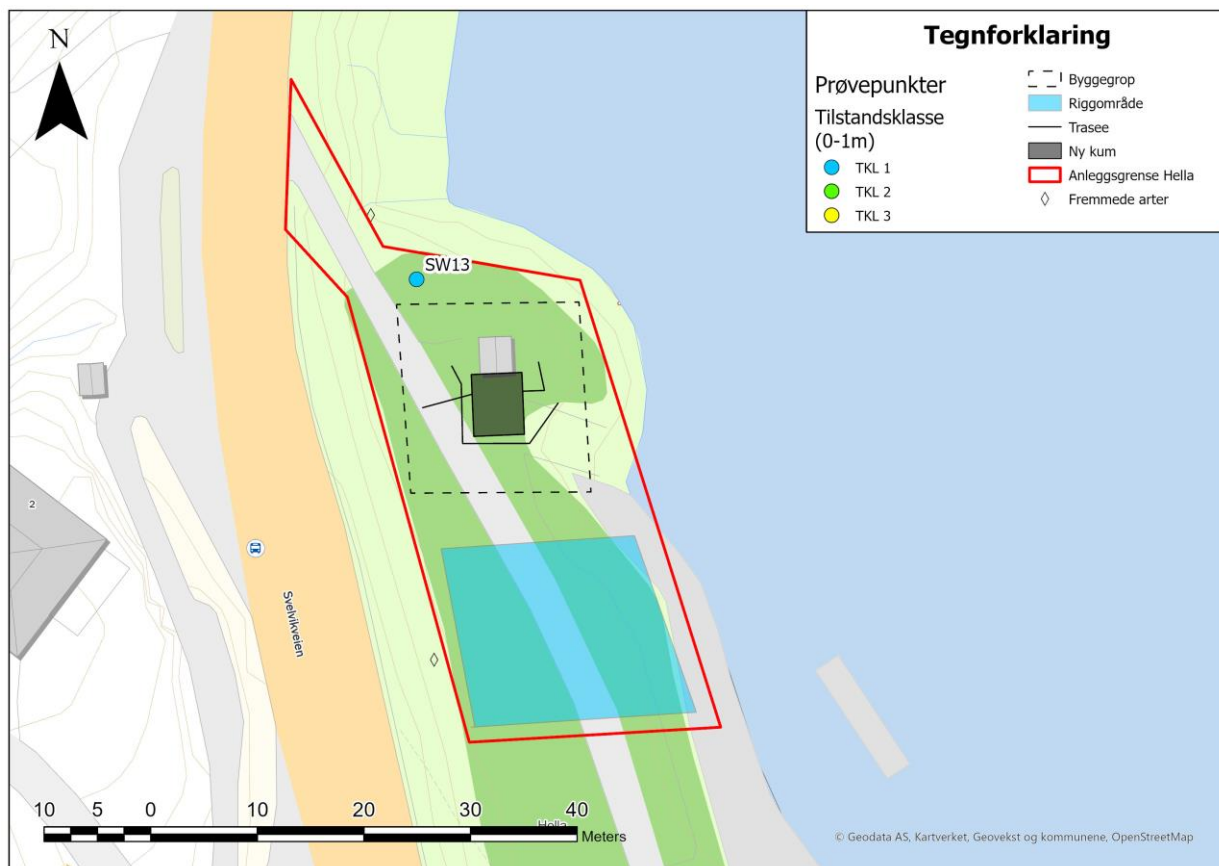 N
Tegnforklaring
Prøvepunkter
Tilstandsklasse
(0-1m)
TKL 1
TKL 2
TKL 3
Byggegrop
Riggområde
Trasee
Ny kum
Anleggsgrense Hella
Fremmede arter
SW13
2
Svelvikveien
Hella
10 5 0 10 20 30 40
Meters
© Geodata AS, Kartverket, Geovekst og kommunene, OpenStreetMap